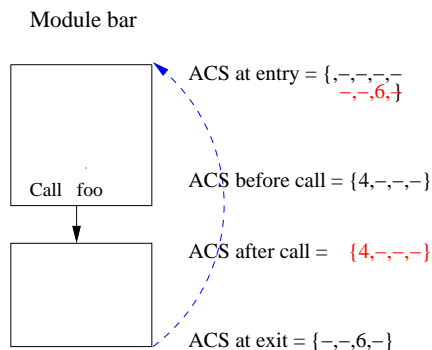 Module bar
ACS at entry = {,−,−,−,−
−,−,6,−}
Call foo
ACS before call = {4,−,−,−}
ACS after call = {4,−,−,−}
ACS at exit = {−,−,6,−}